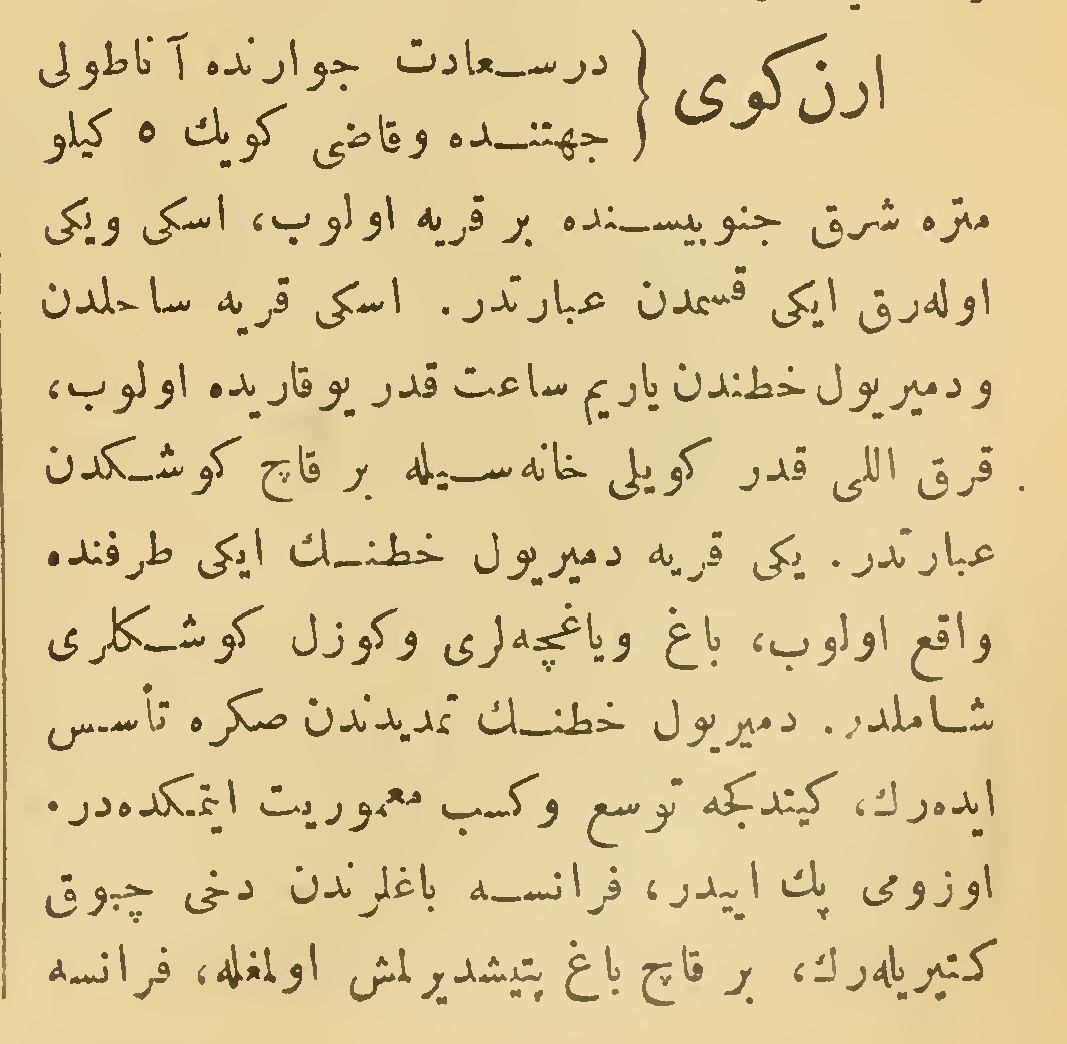 ارن کوی { درسعادت جوارنده آناطولی
جهتنده وقاضی کویك ٥ کیلو
متره شرق جنوبیسنده بر قریه اولوب، اسکی ویکی
اوله‌رق ایکی قسمدن عبارتدر. اسکی قریه ساحلدن
ودمیریول خطندن یاریم ساعت قدر یوقاریده اولوب،
قرق اللی قدر کویلی خانه‌سیله بر قاچ کوشکدن
عبارتدر. یکی قریه دمیریول خطنك ایکی طرفنده
واقع اولوب، باغ وباغچه‌لری وکوزل کوشکلری
شاملدر. دمیریول خطنك تمدیدندن صکره تأسس
ایده‌رك، کیتدکجه توسع وکسب معموریت ایتمکده‌در.
اوزومی پك اییدر، فرانسه باغلرندن دخی چبوق
کتیریله‌رك، بر قاچ باغ یتیشدیرلمش اولمغله، فرانسه